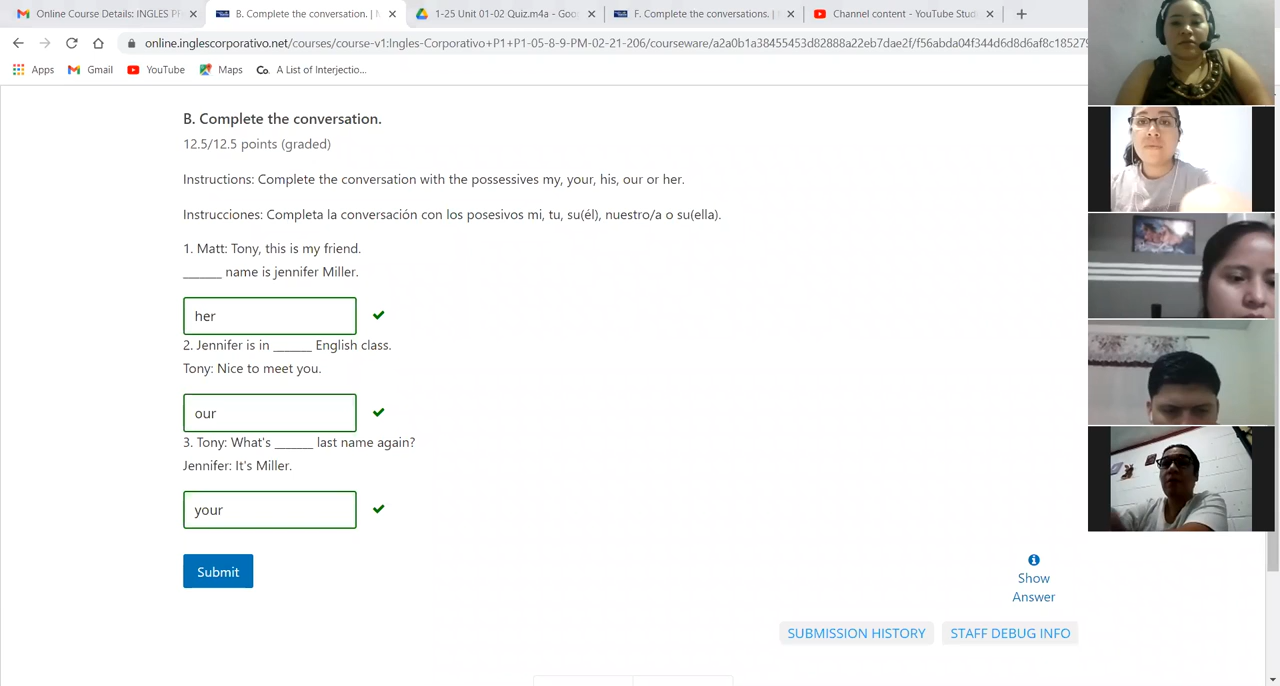 Online Course Details: INGLES P
B. Complete the conversation. |
1-25 Unit 01-02 Quiz.m4a - Goo
F. Complete the conversations. |
Channel content - YouTube Stud
online.inglescorporativo.net/courses/course-v1:Ingles-Corporativo+P1+P1-05-8-9-PM-02-21-206/courseware/a2a0b1a38455453d82888a22eb7dae2f/f56abda04f344d6d8d6af8c18527
Apps
Gmail
YouTube
Maps
Co. A List of Interjectio...
B. Complete the conversation.
12.5/12.5 points (graded)
Instructions: Complete the conversation with the possessives my, your, his, our or her.
Instrucciones: Completa la conversación con los posesivos mi, tu, su(él), nuestro/a o su(ella).
1. Matt: Tony, this is my friend.
______ name is jennifer Miller.
her
2. Jennifer is in ______ English class.
Tony: Nice to meet you.
our
3. Tony: What's ______ last name again?
Jennifer: It's Miller.
your
Submit
Show
Answer
SUBMISSION HISTORY
STAFF DEBUG INFO